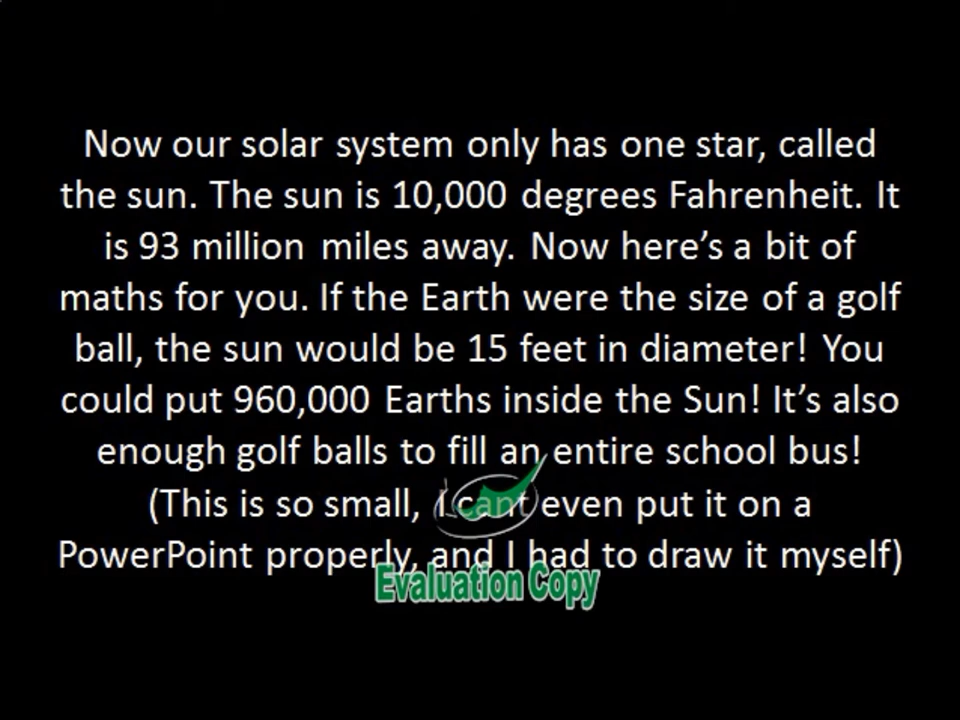 Now our solar system only has one star, called
the sun. The sun is 10,000 degrees Fahrenheit. It
is 93 million miles away. Now here’s a bit of
maths for you. If the Earth were the size of a golf
ball, the sun would be 15 feet in diameter! You
could put 960,000 Earths inside the Sun! It’s also
enough golf balls to fill an entire school bus!
(This is so small, I cant even put it on a
PowerPoint properly, and I had to draw it myself)
Evaluation Copy